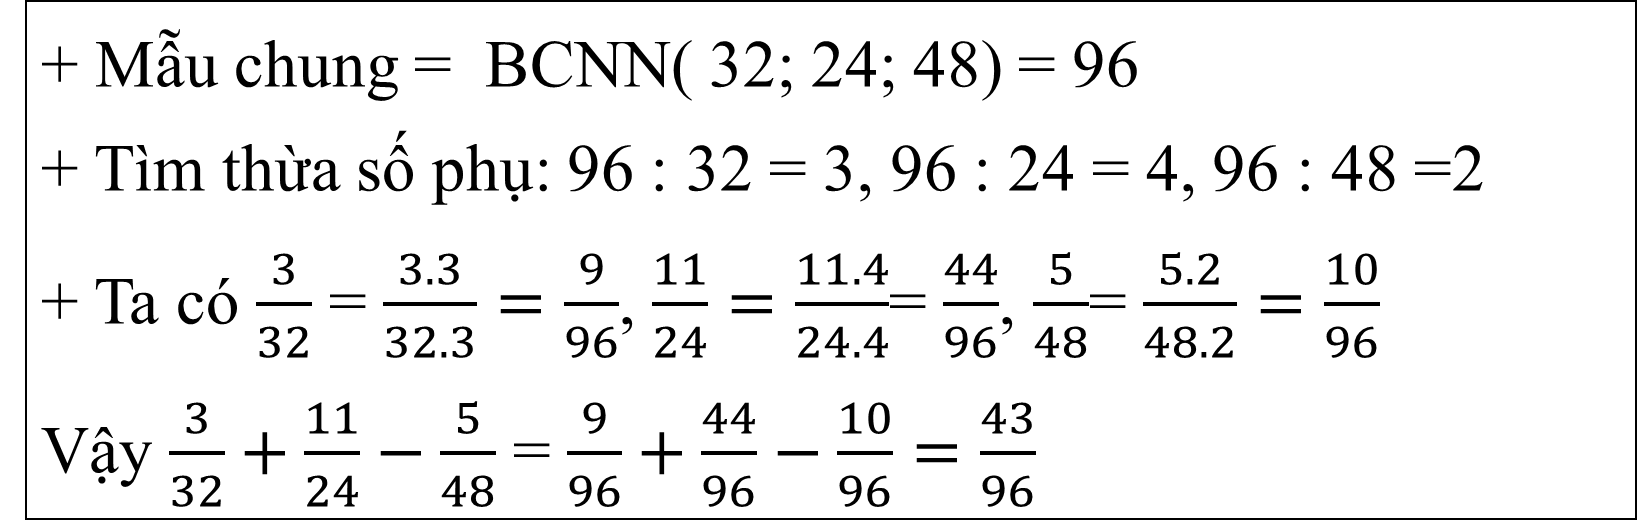 + Mẫu chung = BCNN( 32; 24; 48) = 96
+ Tìm thừa số phụ: 96 : 32 = 3, 96 : 24 = 4, 96 : 48 =2
+ Ta có 3/32 = 3.3/32.3 = 9/96, 11/24 = 11.4/24.4 = 44/96, 5/48 = 5.2/48.2 = 10/96
Vậy 3/32 + 11/24 − 5/48 = 9/96 + 44/96 − 10/96 = 43/96